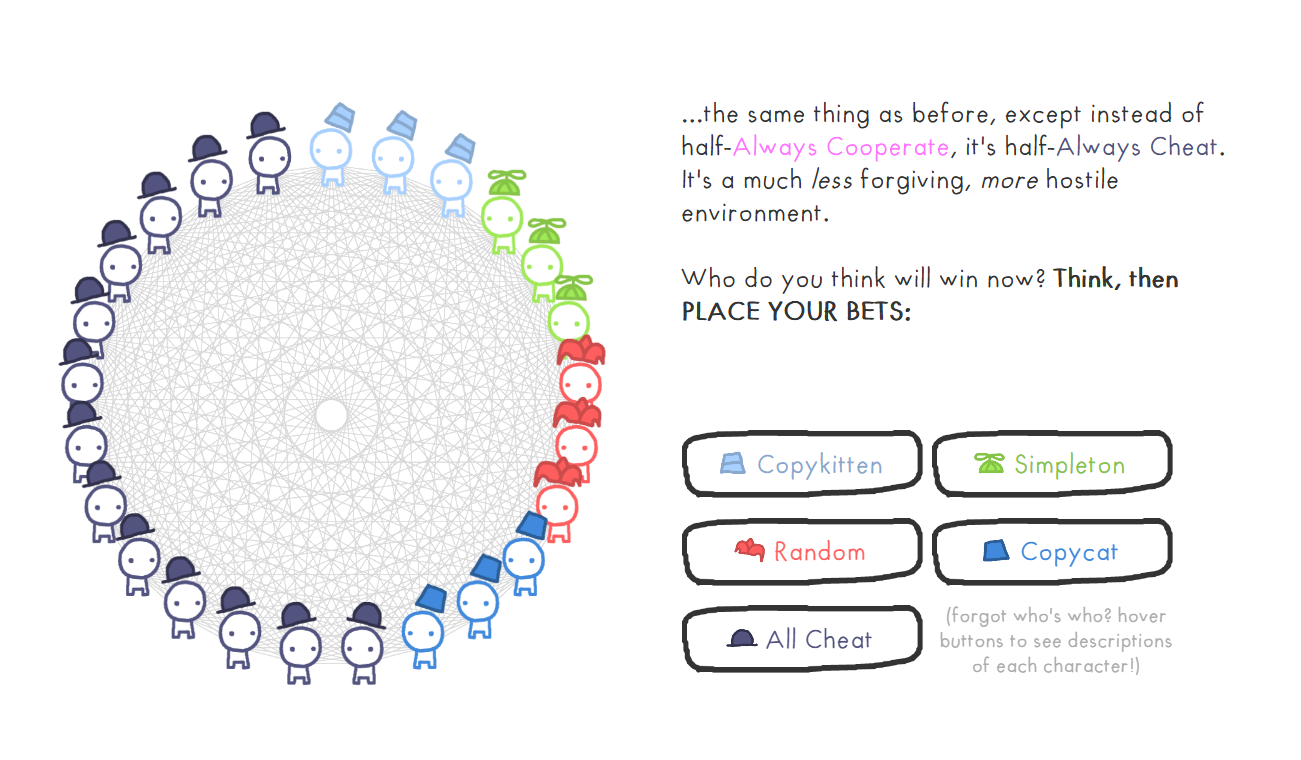 ...the same thing as before, except instead of
half-Always Cooperate, it's half-Always Cheat.
It's a much less forgiving, more hostile
environment.
Who do you think will win now? Think, then
PLACE YOUR BETS:
Copykitten
Simpleton
Random
Copycat
All Cheat
(forgot who's who? hover
buttons to see descriptions
of each character!)